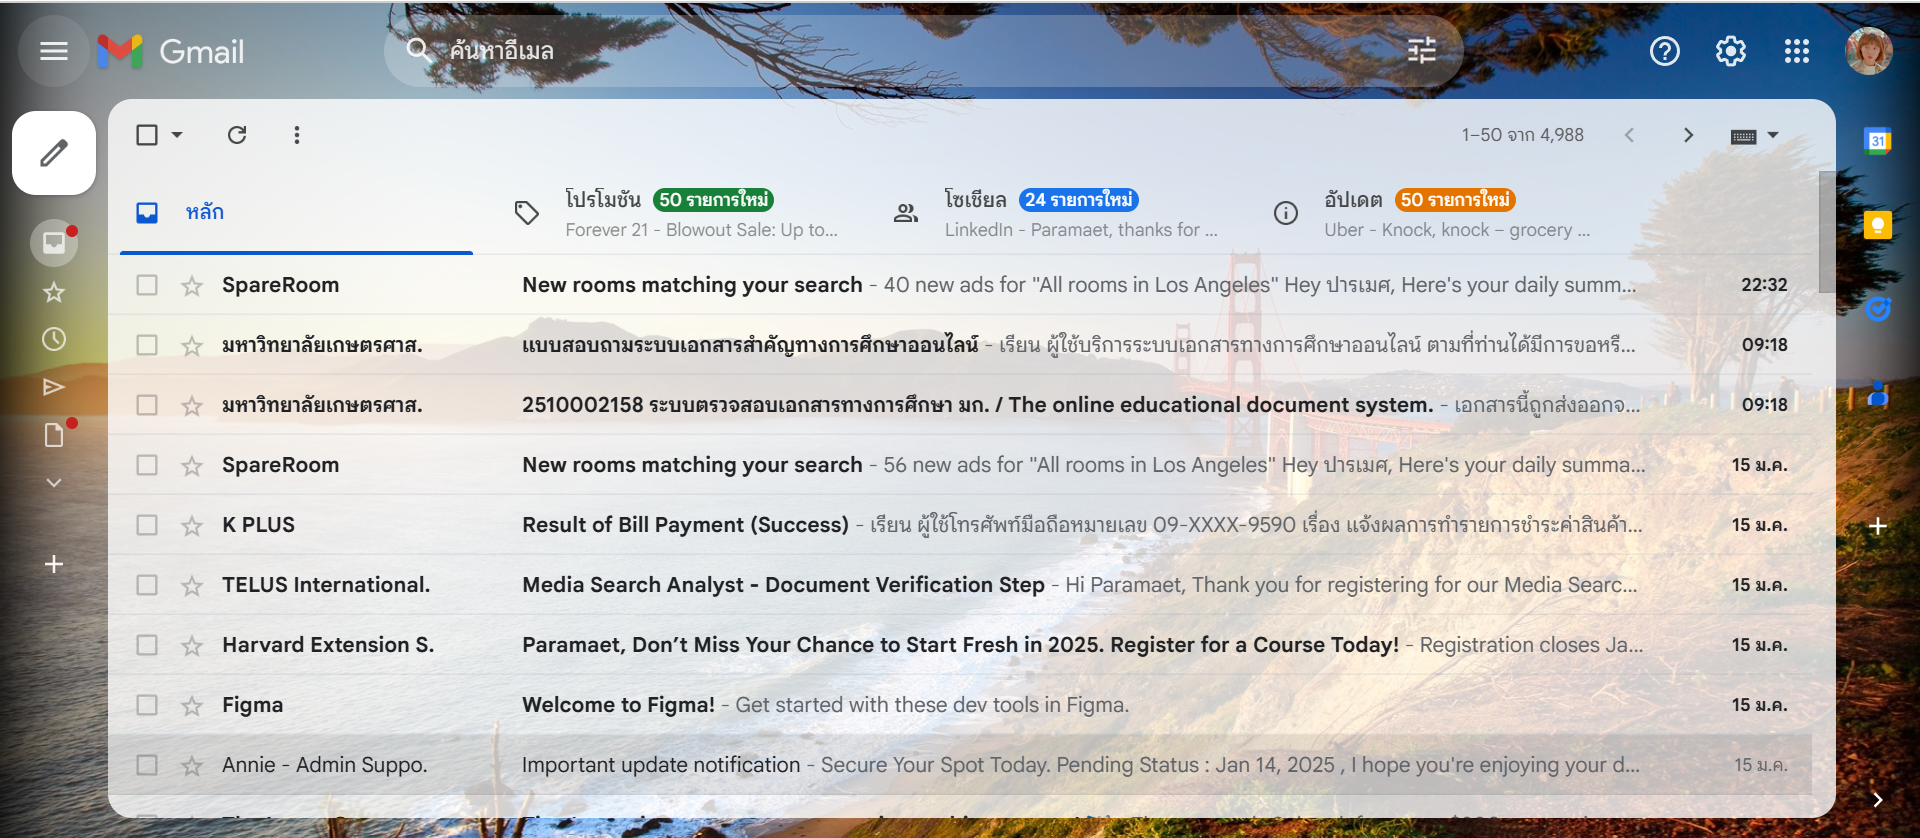 Gmail
ค้นหาอีเมล
1–50 จาก 4,988
31
หลัก
โปรโมชัน 50 รายการใหม่
Forever 21 - Blowout Sale: Up to...
โซเชียล 24 รายการใหม่
LinkedIn - Paramaet, thanks for ...
อัปเดต 50 รายการใหม่
Uber - Knock, knock – grocery ...
SpareRoom New rooms matching your search - 40 new ads for "All rooms in Los Angeles" Hey ปารเมศ, Here's your daily summ... 22:32
มหาวิทยาลัยเกษตรศาส. แบบสอบถามระบบเอกสารสำคัญทางการศึกษาออนไลน์ - เรียน ผู้ใช้บริการระบบเอกสารทางการศึกษาออนไลน์ ตามที่ท่านได้มีการขอหรื... 09:18
มหาวิทยาลัยเกษตรศาส. 2510002158 ระบบตรวจสอบเอกสารทางการศึกษา มก. / The online educational document system. - เอกสารนี้ถูกส่งออกจ... 09:18
SpareRoom New rooms matching your search - 56 new ads for "All rooms in Los Angeles" Hey ปารเมศ, Here's your daily summa... 15 ม.ค.
K PLUS Result of Bill Payment (Success) - เรียน ผู้ใช้โทรศัพท์มือถือหมายเลข 09-XXXX-9590 เรื่อง แจ้งผลการทำรายการชำระค่าสินค้า... 15 ม.ค.
TELUS International. Media Search Analyst - Document Verification Step - Hi Paramaet, Thank you for registering for our Media Searc... 15 ม.ค.
Harvard Extension S. Paramaet, Don’t Miss Your Chance to Start Fresh in 2025. Register for a Course Today! - Registration closes Ja... 15 ม.ค.
Figma Welcome to Figma! - Get started with these dev tools in Figma. 15 ม.ค.
Annie - Admin Suppo. Important update notification - Secure Your Spot Today. Pending Status : Jan 14, 2025 , I hope you're enjoying your d... 15 ม.ค.